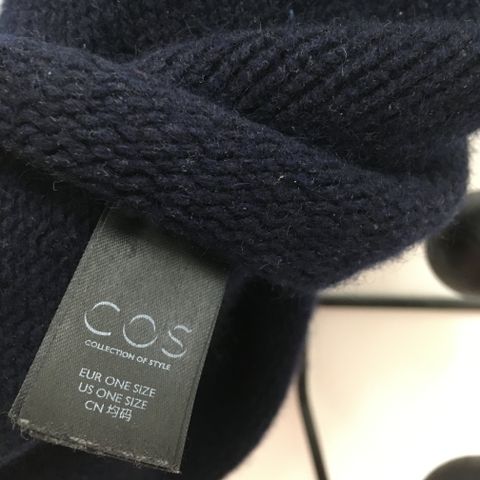 COS
COLLECTION OF STYLE
EUR ONE SIZE
US ONE SIZE
CN 均码